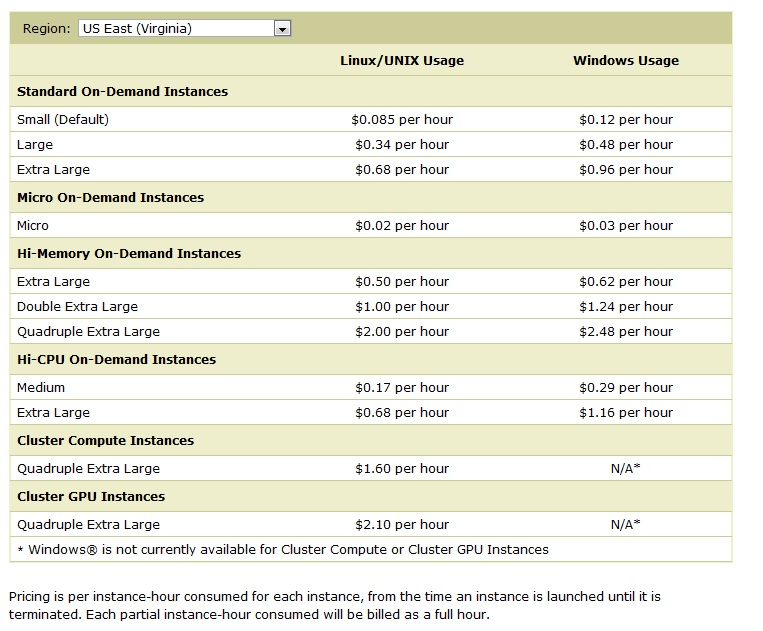 Region: US East (Virginia)
Linux/UNIX Usage Windows Usage
Standard On-Demand Instances
Small (Default) $0.085 per hour $0.12 per hour
Large $0.34 per hour $0.48 per hour
Extra Large $0.68 per hour $0.96 per hour
Micro On-Demand Instances
Micro $0.02 per hour $0.03 per hour
Hi-Memory On-Demand Instances
Extra Large $0.50 per hour $0.62 per hour
Double Extra Large $1.00 per hour $1.24 per hour
Quadruple Extra Large $2.00 per hour $2.48 per hour
Hi-CPU On-Demand Instances
Medium $0.17 per hour $0.29 per hour
Extra Large $0.68 per hour $1.16 per hour
Cluster Compute Instances
Quadruple Extra Large $1.60 per hour N/A*
Cluster GPU Instances
Quadruple Extra Large $2.10 per hour N/A*
* Windows® is not currently available for Cluster Compute or Cluster GPU Instances
Pricing is per instance-hour consumed for each instance, from the time an instance is launched until it is
terminated. Each partial instance-hour consumed will be billed as a full hour.